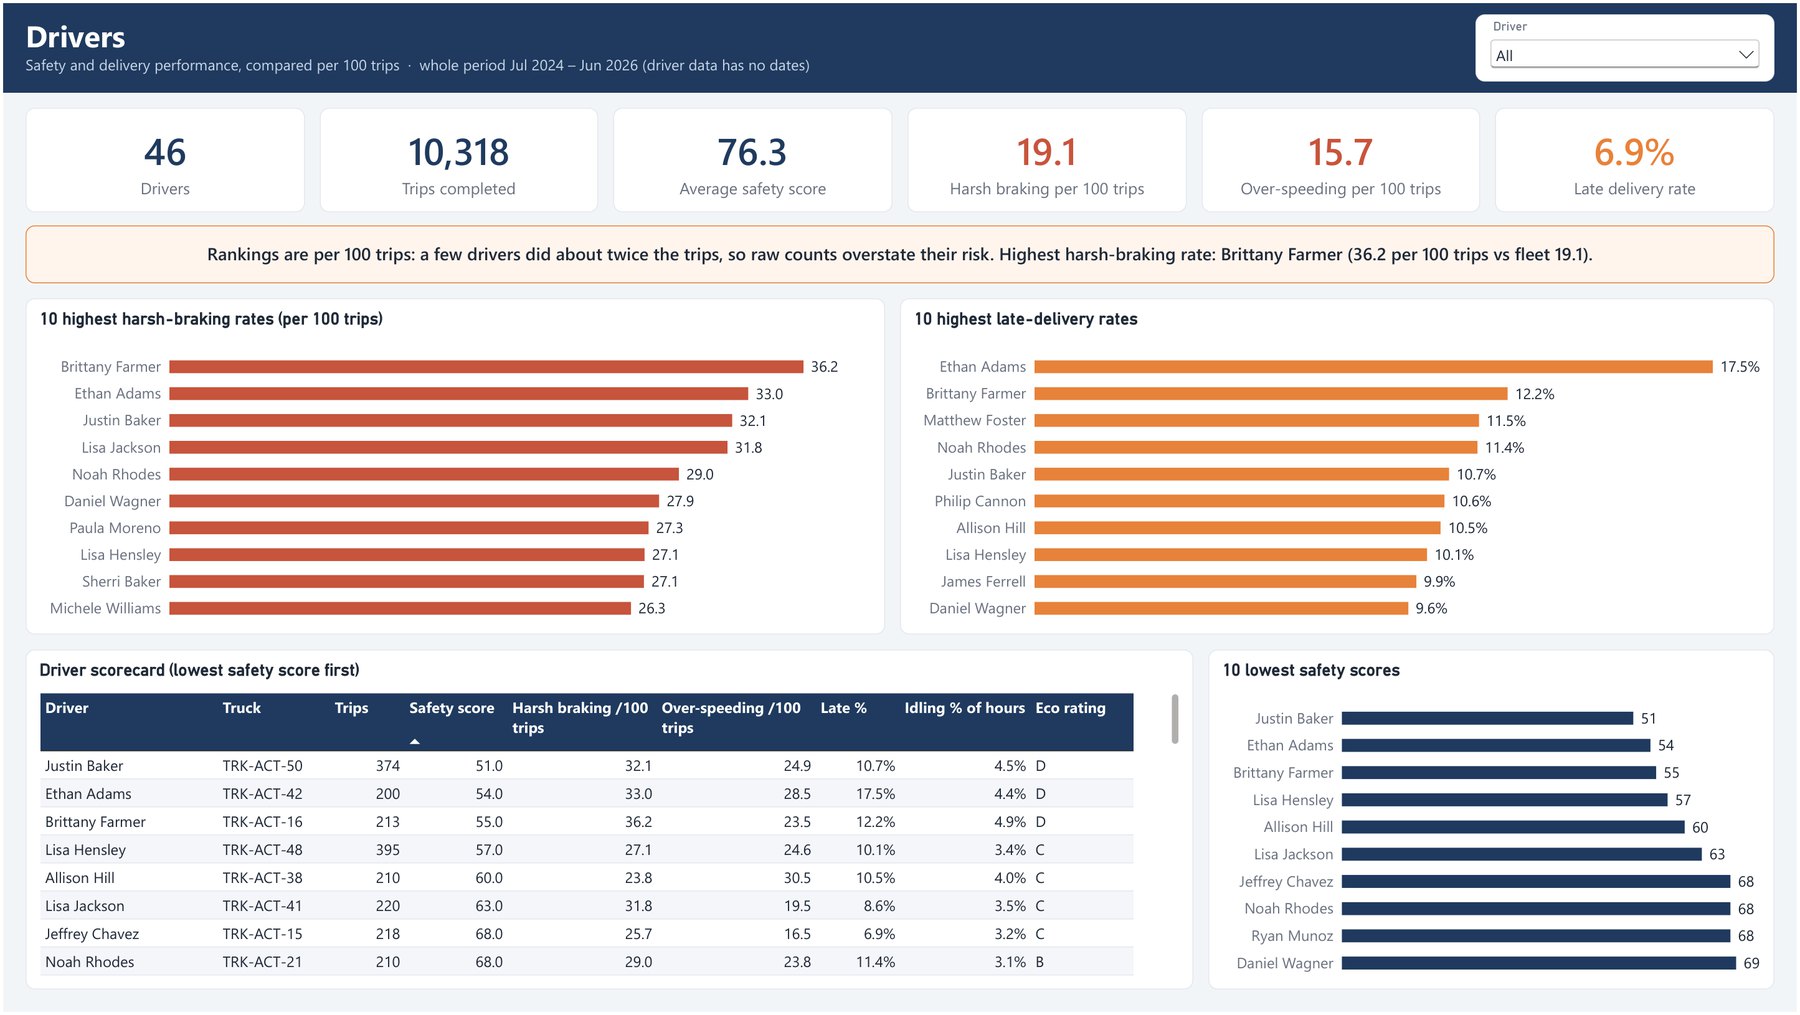 Drivers
Safety and delivery performance, compared per 100 trips · whole period Jul 2024 – Jun 2026 (driver data has no dates)
Driver
All
46
Drivers
10,318
Trips completed
76.3
Average safety score
19.1
Harsh braking per 100 trips
15.7
Over-speeding per 100 trips
6.9%
Late delivery rate
Rankings are per 100 trips: a few drivers did about twice the trips, so raw counts overstate their risk. Highest harsh-braking rate: Brittany Farmer (36.2 per 100 trips vs fleet 19.1).
10 highest harsh-braking rates (per 100 trips)
Brittany Farmer 36.2
Ethan Adams 33.0
Justin Baker 32.1
Lisa Jackson 31.8
Noah Rhodes 29.0
Daniel Wagner 27.9
Paula Moreno 27.3
Lisa Hensley 27.1
Sherri Baker 27.1
Michele Williams 26.3
10 highest late-delivery rates
Ethan Adams 17.5%
Brittany Farmer 12.2%
Matthew Foster 11.5%
Noah Rhodes 11.4%
Justin Baker 10.7%
Philip Cannon 10.6%
Allison Hill 10.5%
Lisa Hensley 10.1%
James Ferrell 9.9%
Daniel Wagner 9.6%
Driver scorecard (lowest safety score first)
Driver Truck Trips Safety score Harsh braking /100 trips Over-speeding /100 trips Late % Idling % of hours Eco rating
Justin Baker TRK-ACT-50 374 51.0 32.1 24.9 10.7% 4.5% D
Ethan Adams TRK-ACT-42 200 54.0 33.0 28.5 17.5% 4.4% D
Brittany Farmer TRK-ACT-16 213 55.0 36.2 23.5 12.2% 4.9% D
Lisa Hensley TRK-ACT-48 395 57.0 27.1 24.6 10.1% 3.4% C
Allison Hill TRK-ACT-38 210 60.0 23.8 30.5 10.5% 4.0% C
Lisa Jackson TRK-ACT-41 220 63.0 31.8 19.5 8.6% 3.5% C
Jeffrey Chavez TRK-ACT-15 218 68.0 25.7 16.5 6.9% 3.2% C
Noah Rhodes TRK-ACT-21 210 68.0 29.0 23.8 11.4% 3.1% B
10 lowest safety scores
Justin Baker 51
Ethan Adams 54
Brittany Farmer 55
Lisa Hensley 57
Allison Hill 60
Lisa Jackson 63
Jeffrey Chavez 68
Noah Rhodes 68
Ryan Munoz 68
Daniel Wagner 69